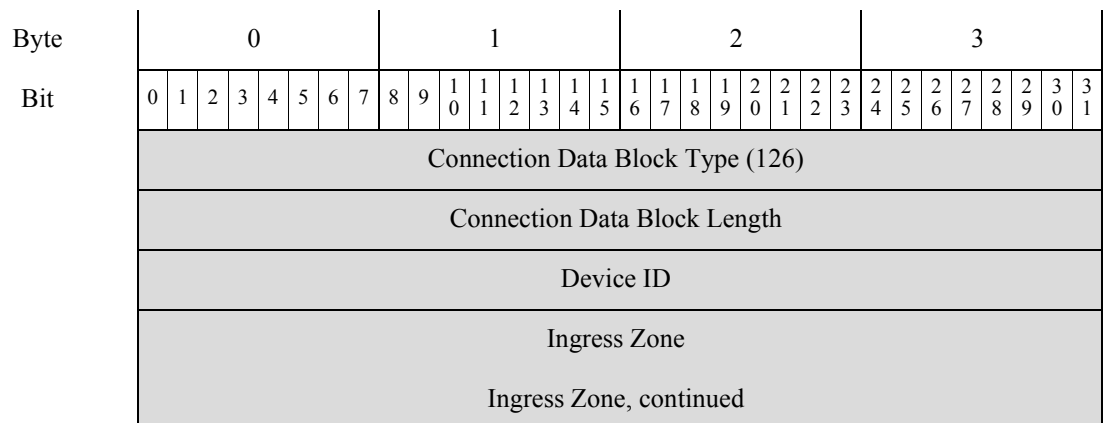 Byte 0 1 2 3
Bit 0 1 2 3 4 5 6 7 8 9 10 11 12 13 14 15 16 17 18 19 20 21 22 23 24 25 26 27 28 29 30 31
Connection Data Block Type (126)
Connection Data Block Length
Device ID
Ingress Zone
Ingress Zone, continued